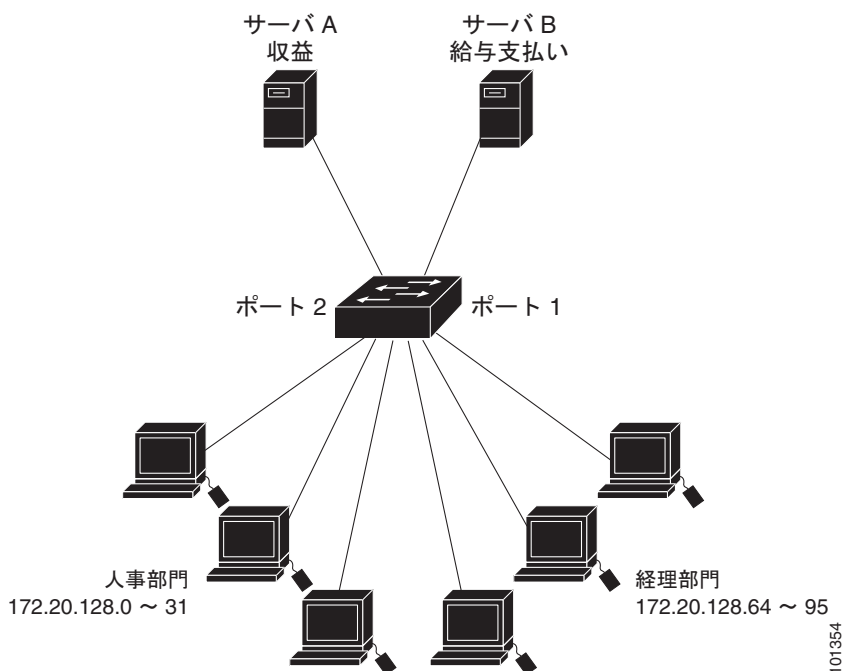 サーバ A
収益
サーバ B
給与支払い
ポート 2
ポート 1
人事部門
172.20.128.0 ～ 31
経理部門
172.20.128.64 ～ 95
101354